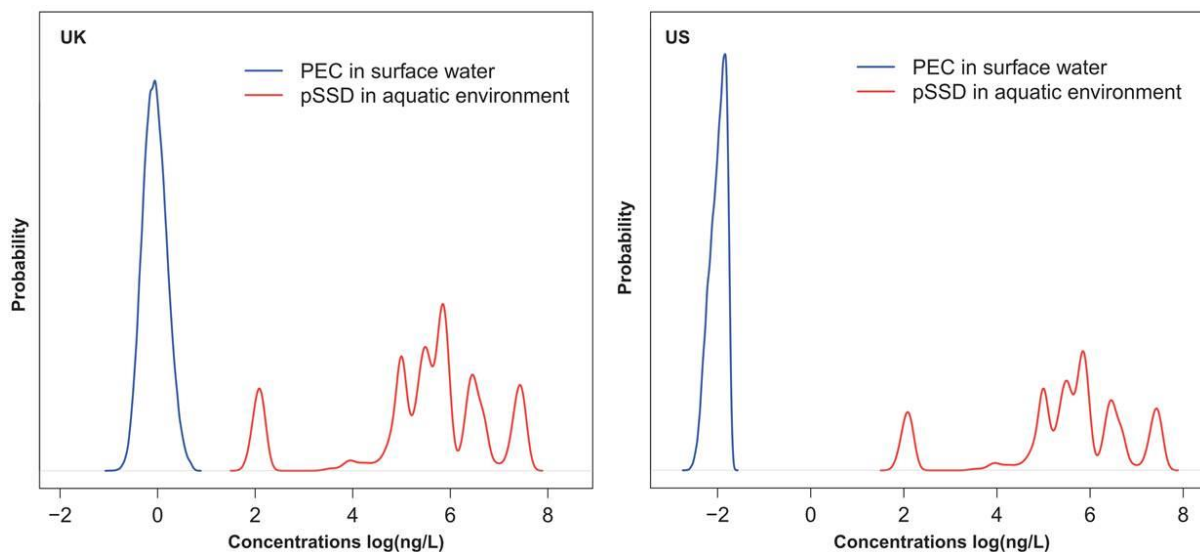 UK
PEC in surface water
pSSD in aquatic environment
Probability
−2 0 2 4 6 8
Concentrations log(ng/L)
US
PEC in surface water
pSSD in aquatic environment
Probability
−2 0 2 4 6 8
Concentrations log(ng/L)